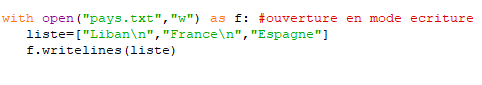 with open("pays.txt","w") as f: #ouverture en mode ecriture
liste=["Liban\n","France\n","Espagne"]
f.writelines(liste)